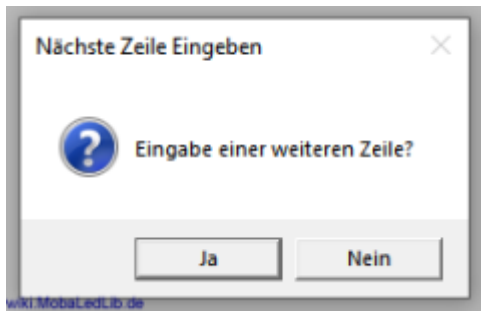 Nächste Zeile Eingeben
Eingabe einer weiteren Zeile?
Ja
Nein
wiki.MobaLedLib.de